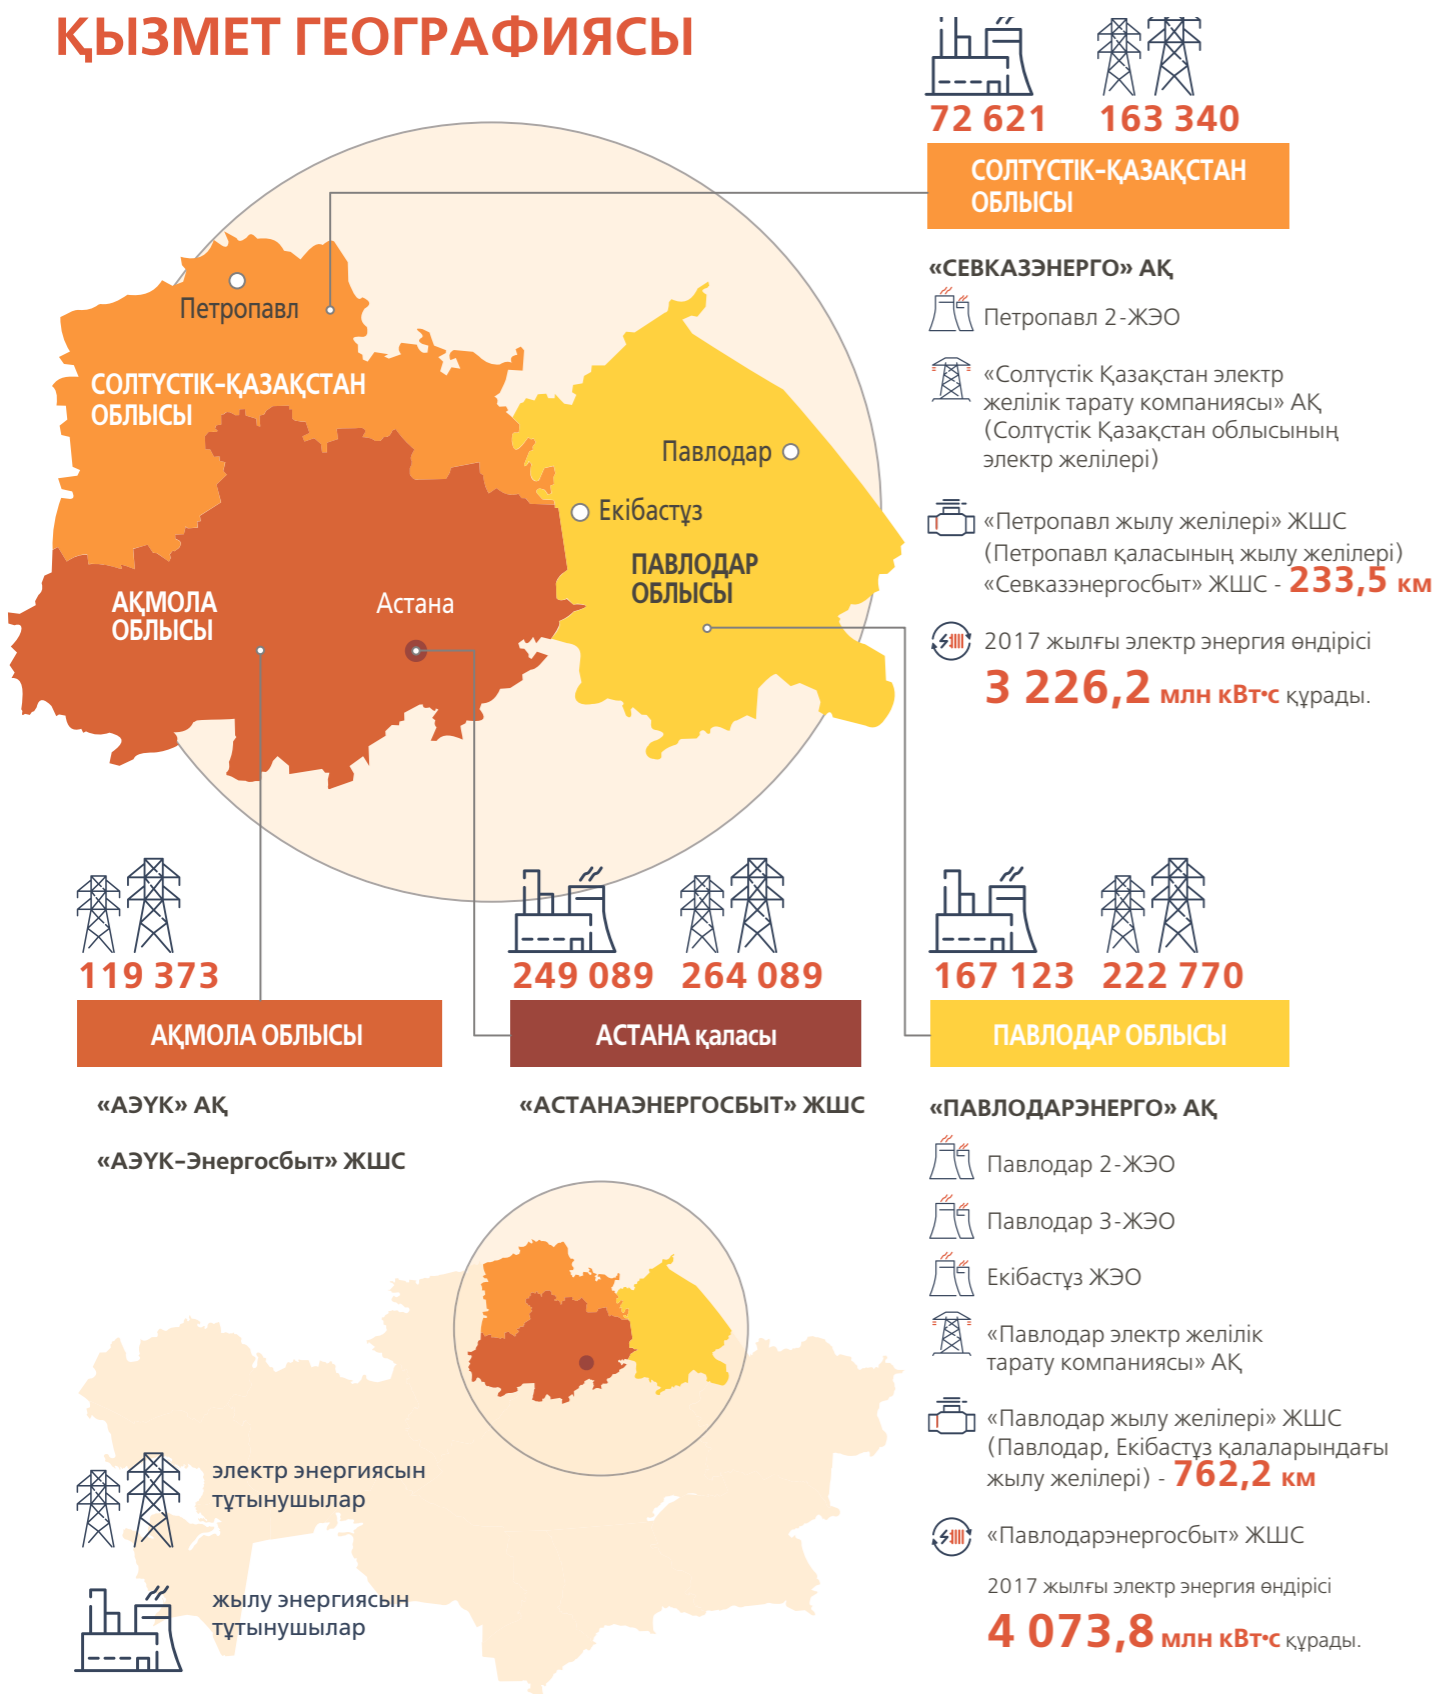 ҚЫЗМЕТ ГЕОГРАФИЯСЫ
72 621
163 340
СОЛТҮСТІК-ҚАЗАҚСТАН
ОБЛЫСЫ
«СЕВКАЗЭНЕРГО» АҚ
Петропавл 2-ЖЭО
«Солтүстік Қазақстан электр
желілік тарату компаниясы» АҚ
(Солтүстік Қазақстан облысының
электр желілері)
«Петропавл жылу желілері» ЖШС
(Петропавл қаласының жылу желілері)
«Севказэнергосбыт» ЖШС - 233,5 км
2017 жылғы электр энергия өндірісі
3 226,2 млн кВт•с құрады.
Петропавл
СОЛТҮСТІК-ҚАЗАҚСТАН
ОБЛЫСЫ
Павлодар
Екібастұз
ПАВЛОДАР
ОБЛЫСЫ
АҚМОЛА
ОБЛЫСЫ
Астана
119 373
АҚМОЛА ОБЛЫСЫ
«АЭҮК» АҚ
«АЭҮК-Энергосбыт» ЖШС
249 089
264 089
АСТАНА қаласы
«АСТАНАЭНЕРГОСБЫТ» ЖШС
167 123
222 770
ПАВЛОДАР ОБЛЫСЫ
«ПАВЛОДАРЭНЕРГО» АҚ
Павлодар 2-ЖЭО
Павлодар 3-ЖЭО
Екібастұз ЖЭО
«Павлодар электр желілік
тарату компаниясы» АҚ
«Павлодар жылу желілері» ЖШС
(Павлодар, Екібастұз қалаларындағы
жылу желілері) - 762,2 км
«Павлодарэнергосбыт» ЖШС
2017 жылғы электр энергия өндірісі
4 073,8 млн кВт•с құрады.
электр энергиясын
тұтынушылар
жылу энергиясын
тұтынушылар